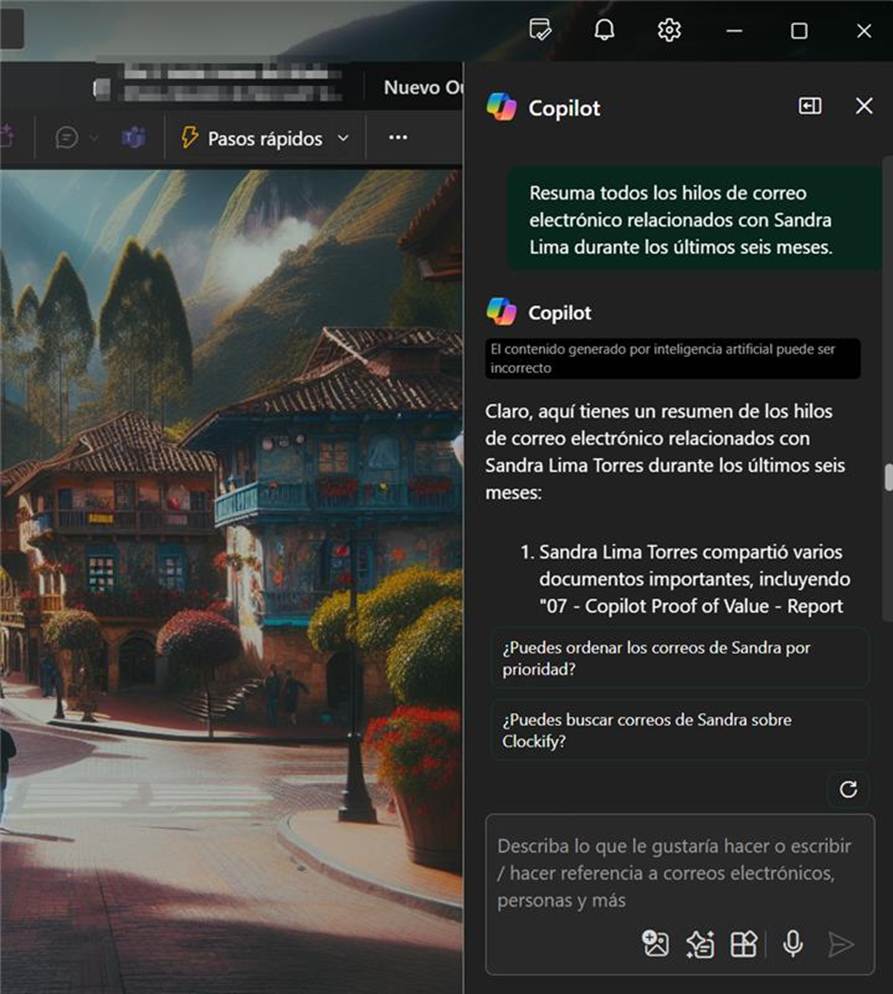 Nuevo Ou
Pasos rápidos
Copilot
Resuma todos los hilos de correo
electrónico relacionados con Sandra
Lima durante los últimos seis meses.
Copilot
El contenido generado por inteligencia artificial puede ser
incorrecto
Claro, aquí tienes un resumen de los hilos
de correo electrónico relacionados con
Sandra Lima Torres durante los últimos seis
meses:
1. Sandra Lima Torres compartió varios
documentos importantes, incluyendo
"07 - Copilot Proof of Value - Report
¿Puedes ordenar los correos de Sandra por
prioridad?
¿Puedes buscar correos de Sandra sobre
Clockify?
Describa lo que le gustaría hacer o escribir
/ hacer referencia a correos electrónicos,
personas y más